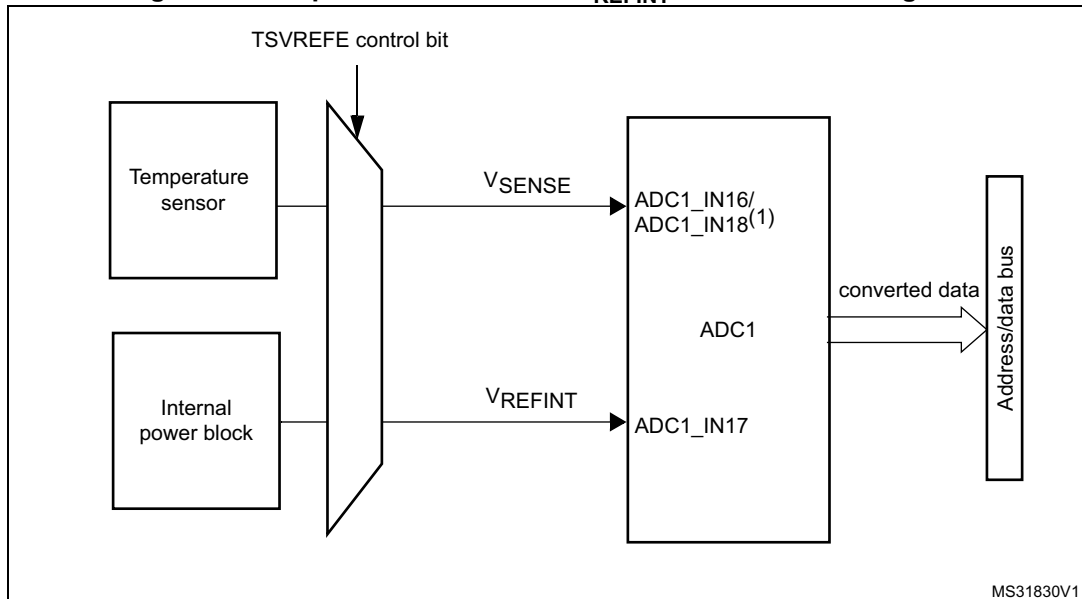 REFINT
TSVREFE control bit
Temperature
sensor
VSENSE
ADC1_IN16/
ADC1_IN18(1)
converted data
Address/data bus
ADC1
Internal
power block
VREFINT
ADC1_IN17
MS31830V1